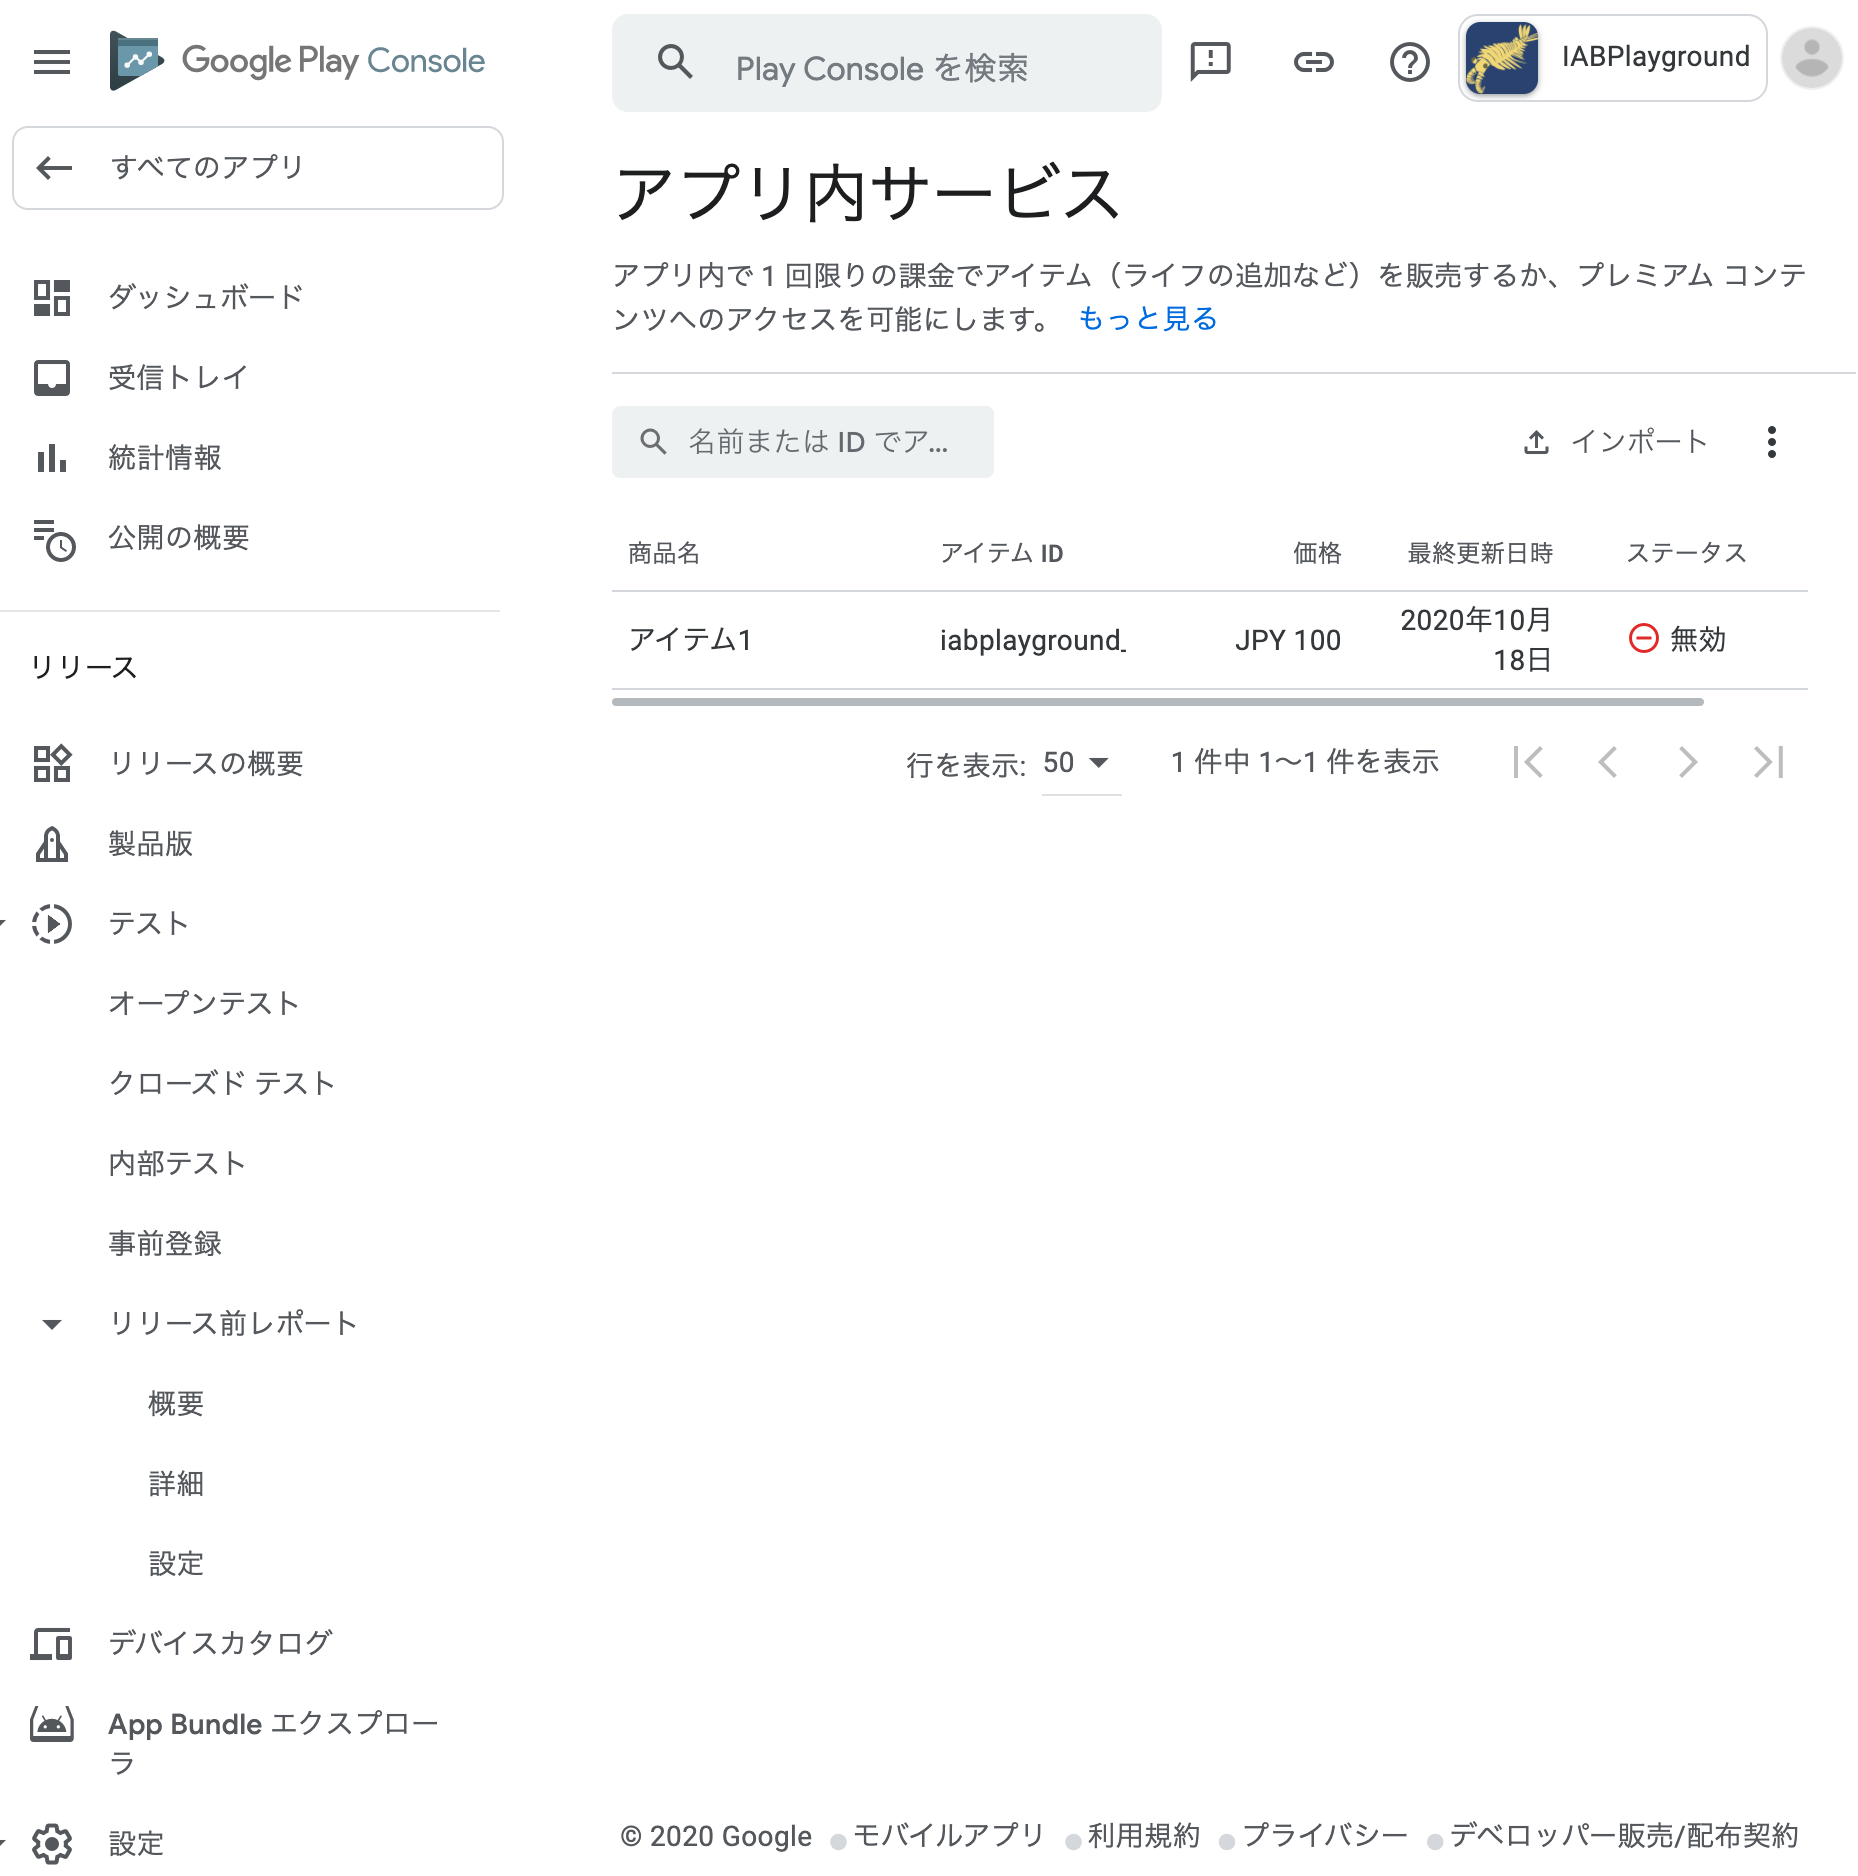 Google Play Console
Play Console を検索
IABPlayground
すべてのアプリ
ダッシュボード
受信トレイ
統計情報
公開の概要
リリース
リリースの概要
製品版
テスト
オープンテスト
クローズド テスト
内部テスト
事前登録
リリース前レポート
概要
詳細
設定
デバイスカタログ
App Bundle エクスプロー
ラ
設定
アプリ内サービス
アプリ内で 1 回限りの課金でアイテム（ライフの追加など）を販売するか、プレミアム コンテ
ンツへのアクセスを可能にします。 もっと見る
名前または ID でア...
インポート
商品名 アイテム ID 価格 最終更新日時 ステータス
アイテム1 iabplayground_ JPY 100 2020年10月 無効
18日
行を表示: 50 1 件中 1～1 件を表示
© 2020 Google モバイルアプリ 利用規約 プライバシー デベロッパー販売/配布契約